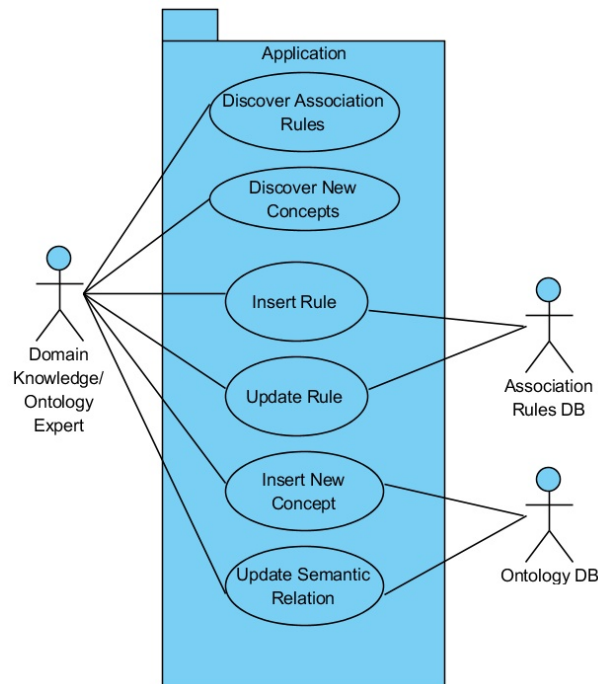 Application
Discover Association
Rules
Discover New
Concepts
Insert Rule
Update Rule
Insert New
Concept
Update Semantic
Relation
Domain
Knowledge/
Ontology
Expert
Association
Rules DB
Ontology DB